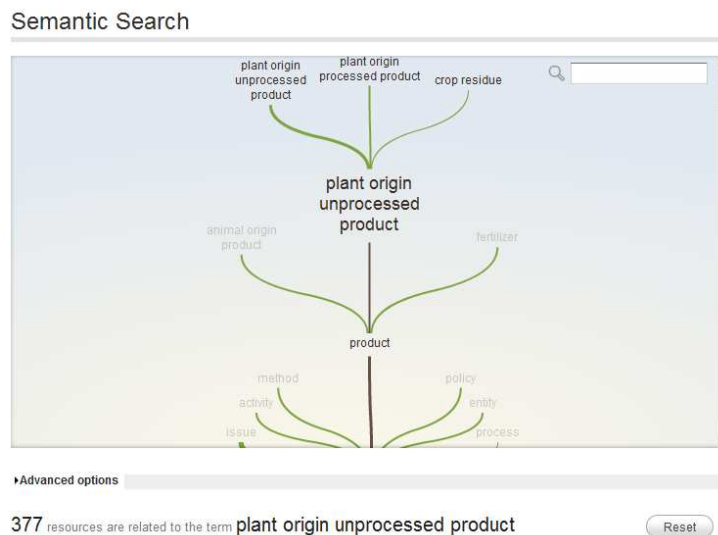 Semantic Search
plant origin
unprocessed
product
plant origin
processed product
crop residue
plant origin
unprocessed
product
animal origin
product
fertilizer
product
method
policy
activity
entity
issue
process
Advanced options
377 resources are related to the term plant origin unprocessed product
Reset